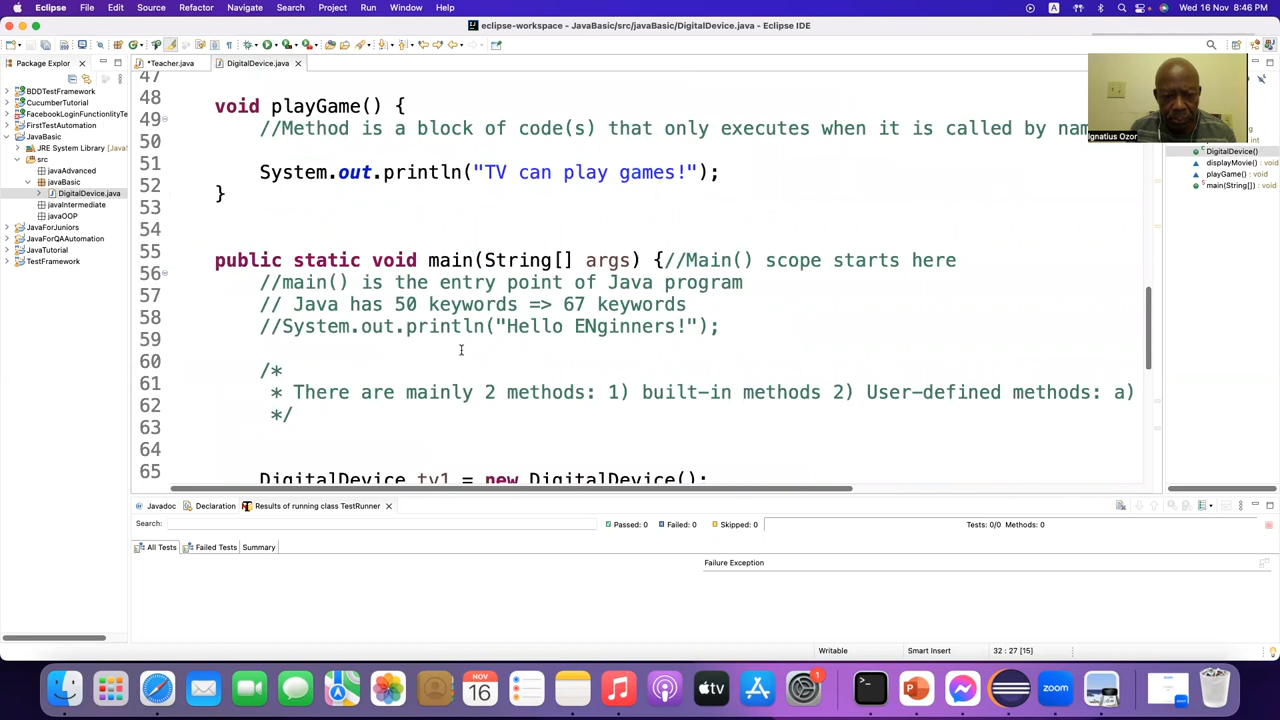 Eclipse File Edit Source Refactor Navigate Search Project Run Window Help A Wed 16 Nov 8:46 PM
eclipse-workspace - JavaBasic/src/javaBasic/DigitalDevice.java - Eclipse IDE
Package Explor
*Teacher.java
DigitalDevice.java
BDDTestFramework
CucumberTutorial
FacebookLoginFunctionlityTe
FirstTestAutomation
JavaBasic
JRE System Library [Java
src
javaAdvanced
javaBasic
DigitalDevice.java
javaIntermediate
javaOOP
JavaForJuniors
JavaForQAAutomation
JavaTutorial
TestFramework
47
48 void playGame() {
49 //Method is a block of code(s) that only executes when it is called by nam
50
51 System.out.println("TV can play games!");
52 }
53
54
55 public static void main(String[] args) {//Main() scope starts here
56 //main() is the entry point of Java program
57 // Java has 50 keywords => 67 keywords
58 //System.out.println("Hello ENginners!");
59
60 /*
61 * There are mainly 2 methods: 1) built-in methods 2) User-defined methods: a)
62 */
63
64
65 DigitalDevice tv1 = new DigitalDevice();
Ignatius Ozor
DigitalDevice()
displayMovie() : void
playGame() : void
main(String[]) : void
Javadoc Declaration Results of running class TestRunner
Search: Passed: 0 Failed: 0 Skipped: 0 Tests: 0/0 Methods: 0
All Tests Failed Tests Summary
Failure Exception
Writable Smart Insert 32 : 27 [15]
NOV
16
tv
1
zoom